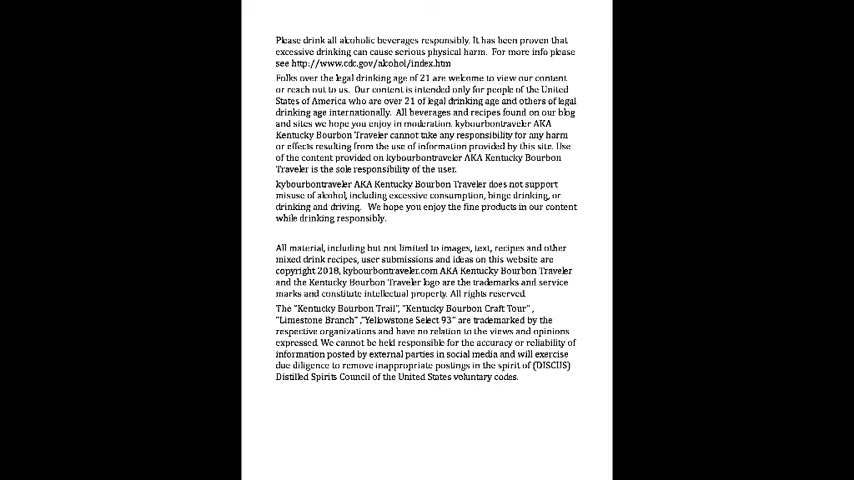 Please drink all alcoholic beverages responsibly. It has been proven that
excessive drinking can cause serious physical harm. For more info please
see http://www.cdc.gov/alcohol/index.htm
Folks over the legal drinking age of 21 are welcome to view our content
or reach out to us. Our content is intended only for people of the United
States of America who are over 21 of legal drinking age and others of legal
drinking age internationally. All beverages and recipes found on our blog
and sites we hope you enjoy in moderation. kybourbontraveler AKA
Kentucky Bourbon Traveler cannot take any responsibility for any harm
or effects resulting from the use of information provided by this site. Use
of the content provided on kybourbontraveler AKA Kentucky Bourbon
Traveler is the sole responsibility of the user.
kybourbontraveler AKA Kentucky Bourbon Traveler does not support
misuse of alcohol, including excessive consumption, binge drinking, or
drinking and driving. We hope you enjoy the fine products in our content
while drinking responsibly.
All material, including but not limited to images, text, recipes and other
mixed drink recipes, user submissions and ideas on this website are
copyright 2018, kybourbontraveler.com AKA Kentucky Bourbon Traveler
and the Kentucky Bourbon Traveler logo are the trademarks and service
marks and constitute intellectual property. All rights reserved.
The "Kentucky Bourbon Trail", "Kentucky Bourbon Craft Tour" ,
"Limestone Branch" ,"Yellowstone Select 93" are trademarked by the
respective organizations and have no relation to the views and opinions
expressed. We cannot be held responsible for the accuracy or reliability of
information posted by external parties in social media and will exercise
due diligence to remove inappropriate postings in the spirit of (DISCUS)
Distilled Spirits Council of the United States voluntary codes.